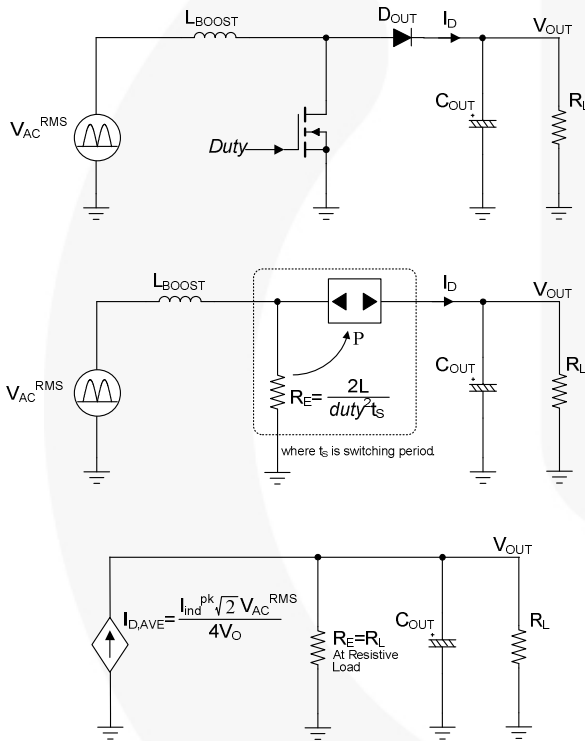 L_BOOST
D_OUT
I_D
V_OUT
V_AC^RMS
Duty
C_OUT
+
R_L
L_BOOST
I_D
V_OUT
P
V_AC^RMS
R_E = 2L / duty² t_S
C_OUT
+
R_L
where t_S is switching period.
V_OUT
I_D,AVE = I_ind^pk √2 V_AC^RMS / 4V_O
R_E=R_L
At Resistive
Load
C_OUT
+
R_L